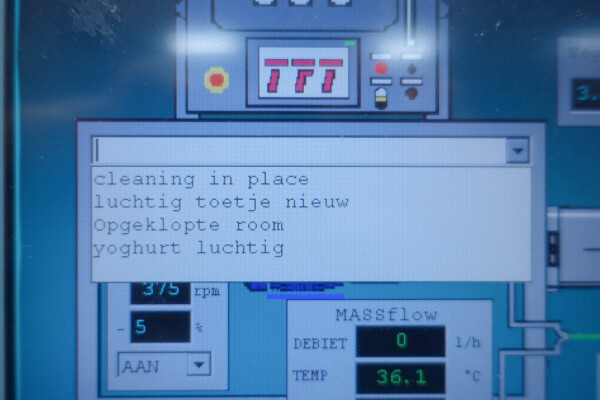 3.
cleaning in place
luchtig toetje nieuw
Opgeklopte room
yoghurt luchtig
375 rpm
- 5 %
AAN
MASSflow
DEBIET 0 l/h
TEMP 36.1 °C